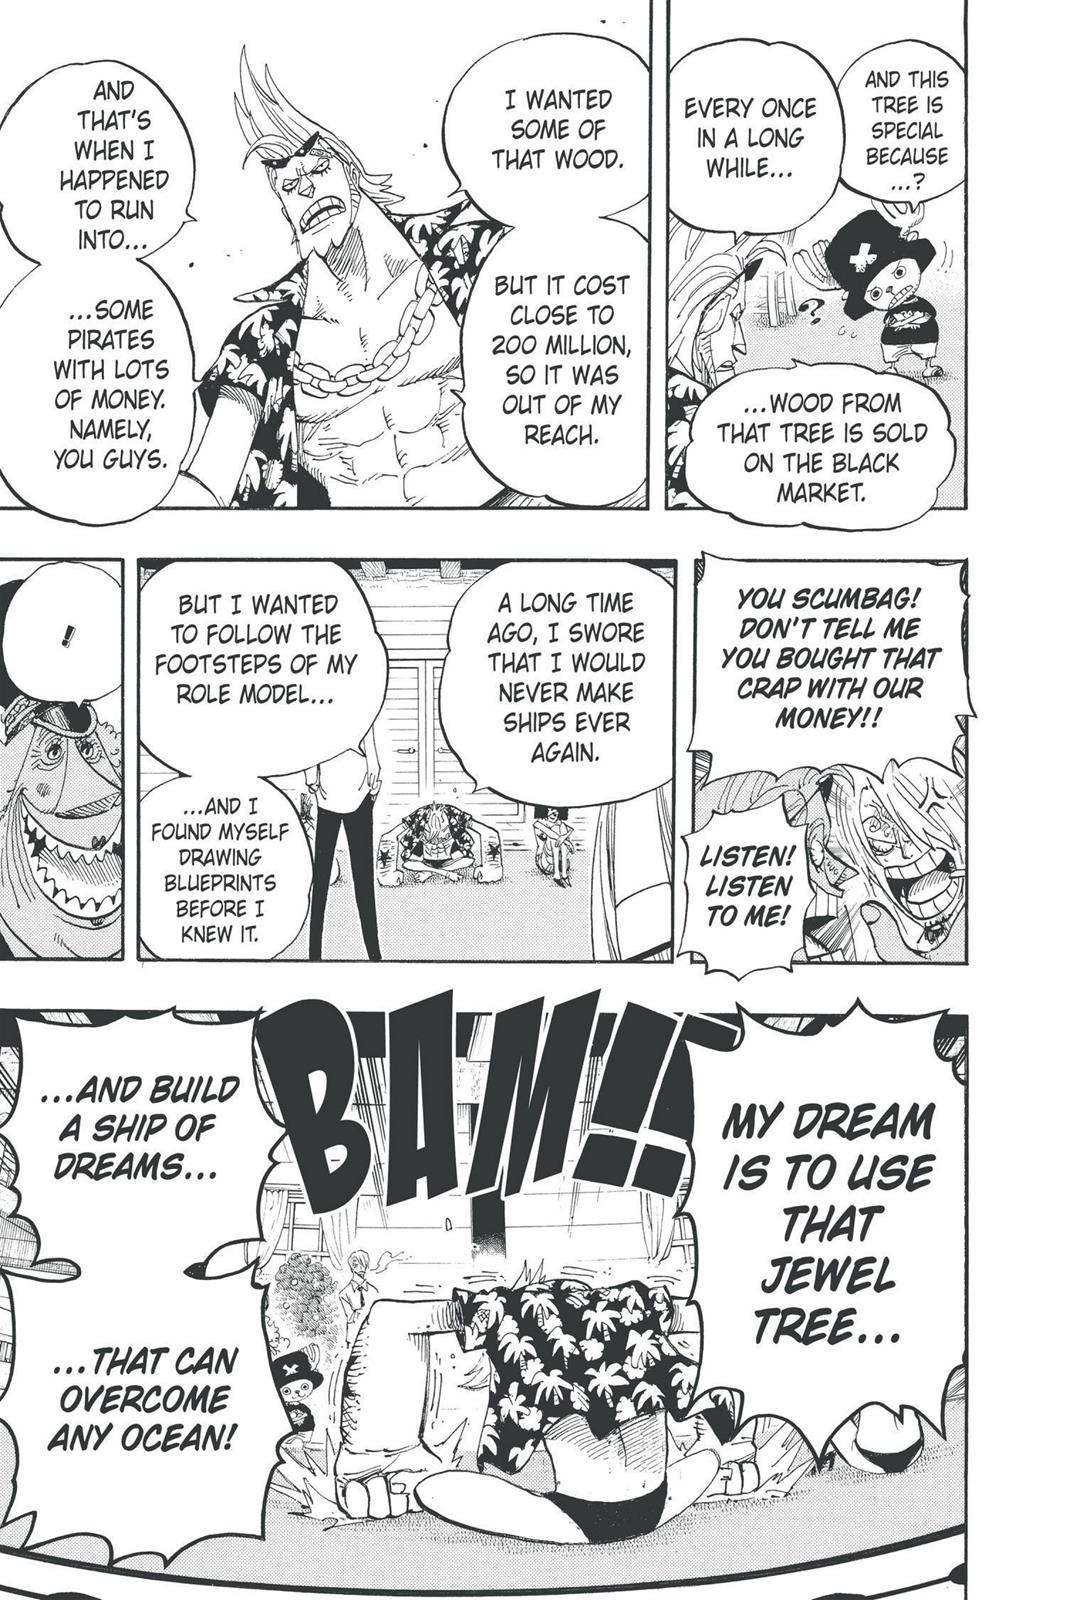 AND THIS
TREE IS
SPECIAL
BECAUSE
...?
EVERY ONCE
IN A LONG
WHILE...
...WOOD FROM
THAT TREE IS SOLD
ON THE BLACK
MARKET.
I WANTED
SOME OF
THAT WOOD.
BUT IT COST
CLOSE TO
200 MILLION,
SO IT WAS
OUT OF MY
REACH.
AND
THAT'S
WHEN I
HAPPENED
TO RUN
INTO...
...SOME
PIRATES
WITH LOTS
OF MONEY.
NAMELY,
YOU GUYS.
YOU SCUMBAG!
DON'T TELL ME
YOU BOUGHT THAT
CRAP WITH OUR
MONEY!!
LISTEN!
LISTEN
TO ME!
A LONG TIME
AGO, I SWORE
THAT I WOULD
NEVER MAKE
SHIPS EVER
AGAIN.
BUT I WANTED
TO FOLLOW THE
FOOTSTEPS OF MY
ROLE MODEL...
...AND I
FOUND MYSELF
DRAWING
BLUEPRINTS
BEFORE I
KNEW IT.
!
MY DREAM
IS TO USE
THAT
JEWEL
TREE...
BAM!!
...AND BUILD
A SHIP OF
DREAMS...
...THAT CAN
OVERCOME
ANY OCEAN!